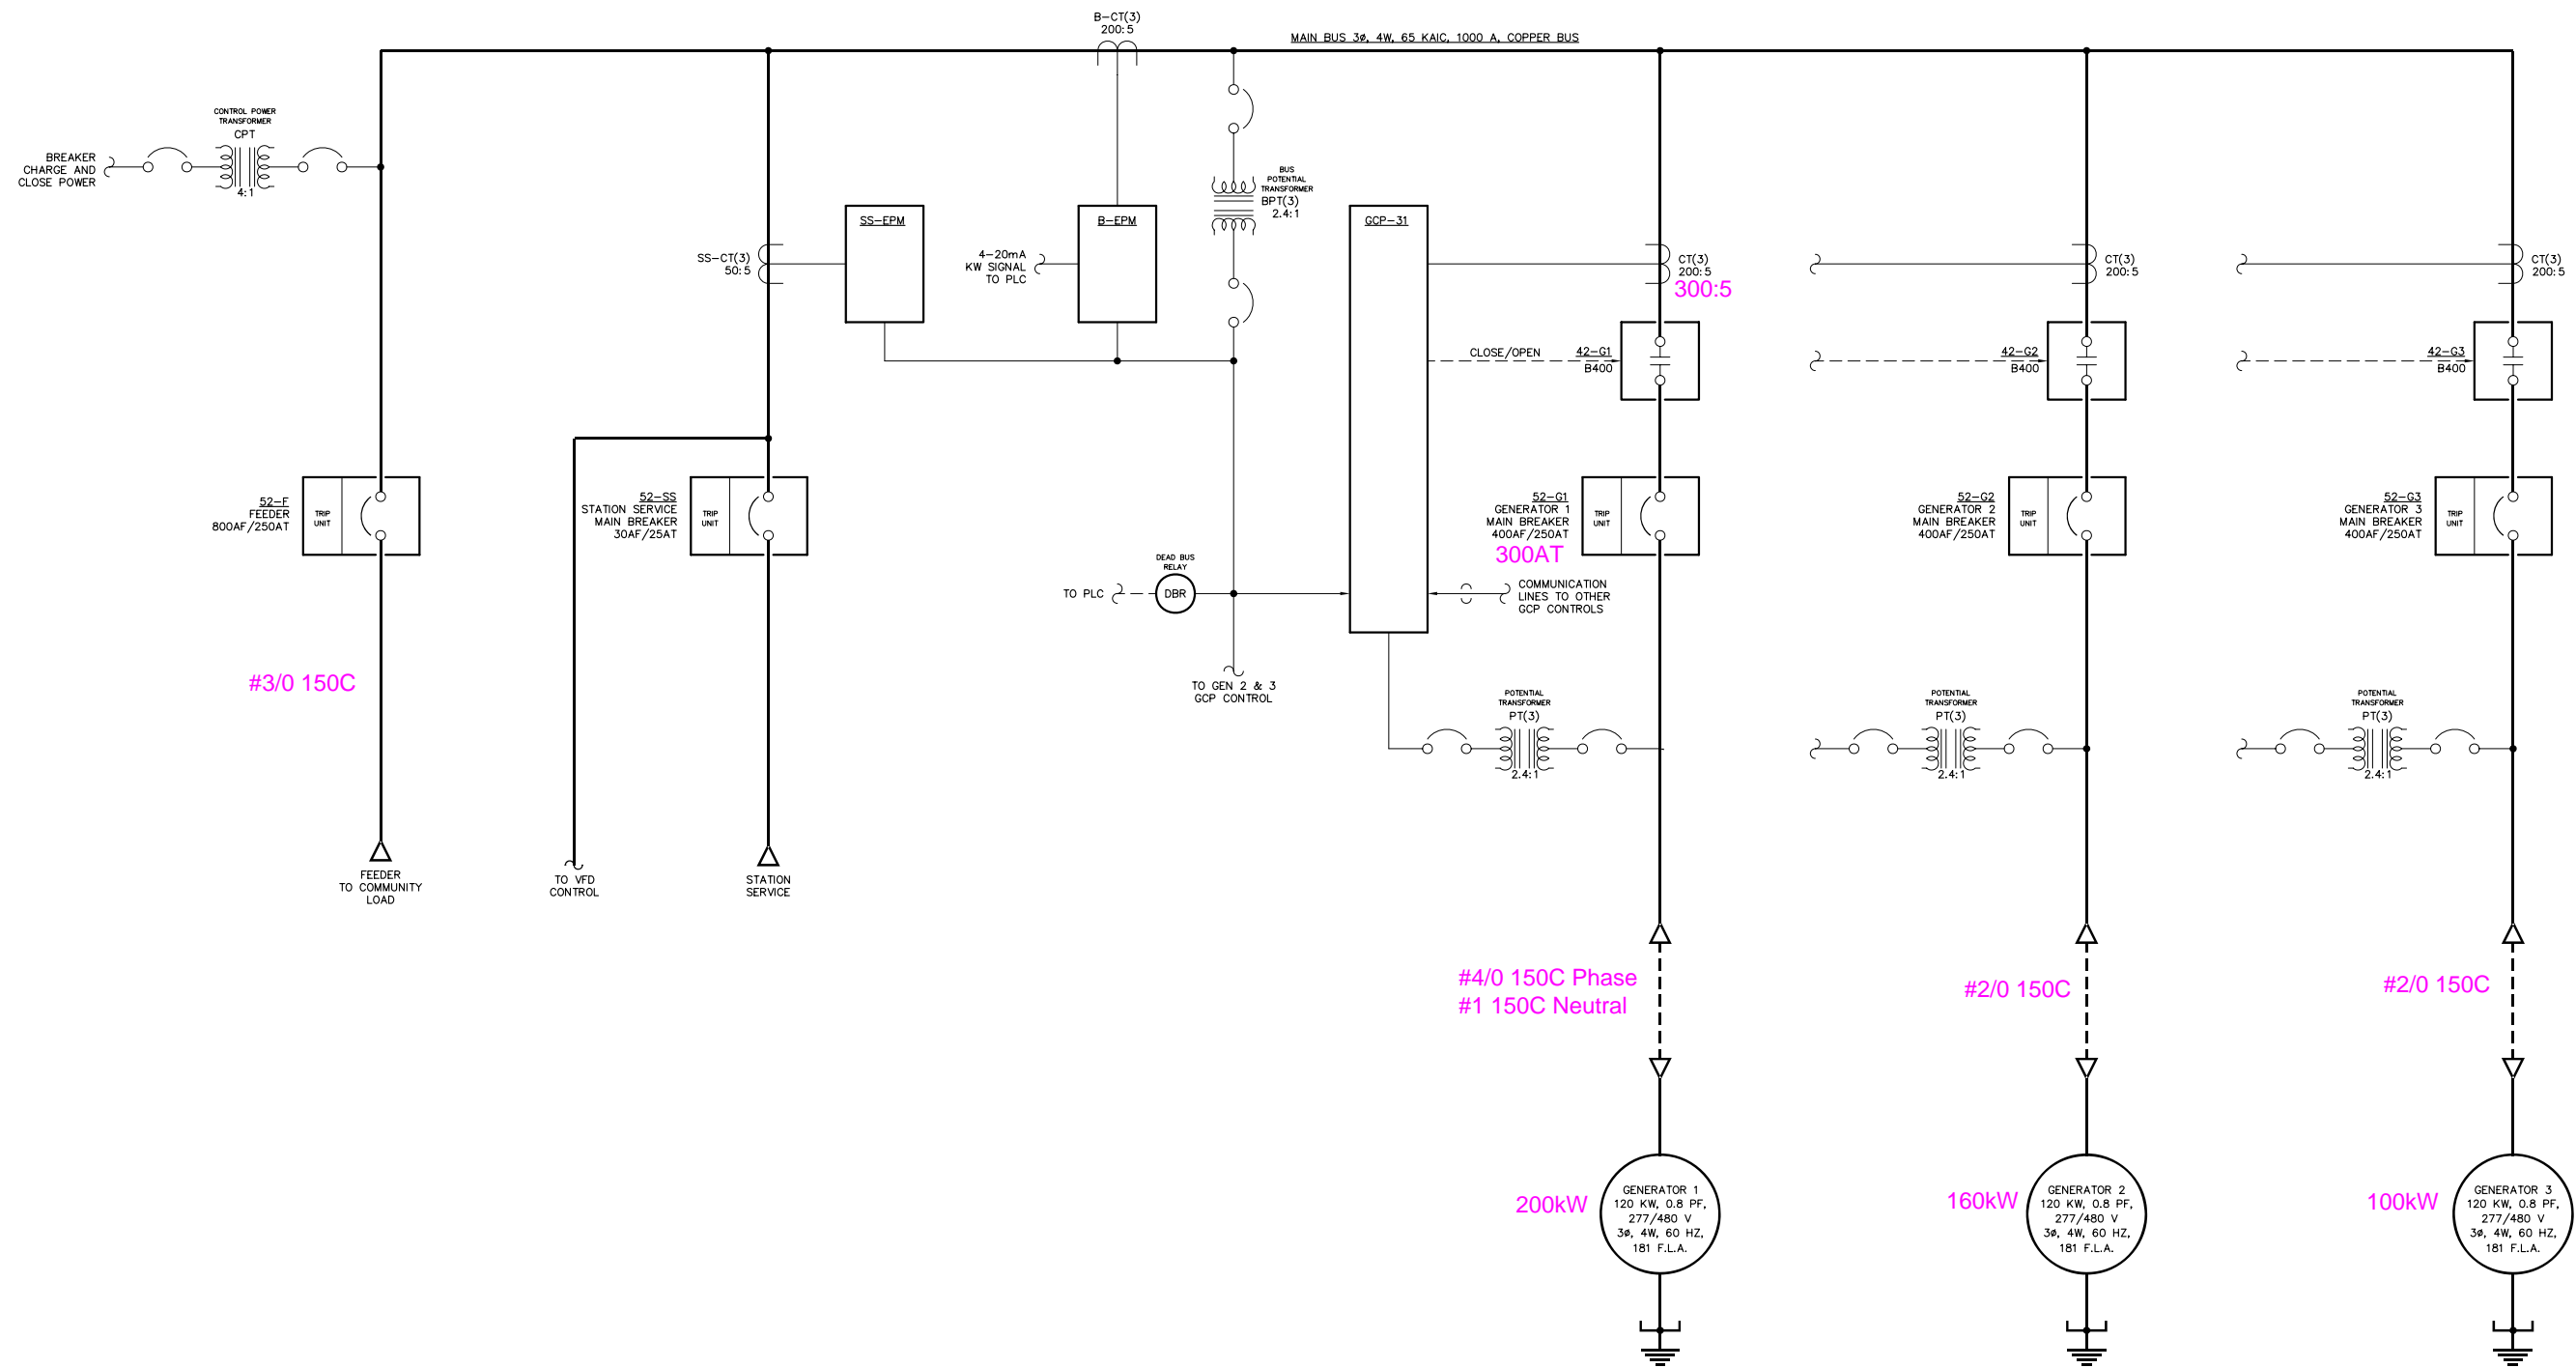 B-CT(3)
200:5
MAIN BUS 3ø, 4W, 65 KAIC, 1000 A, COPPER BUS
CONTROL POWER
TRANSFORMER
CPT
4:1
BREAKER
CHARGE AND
CLOSE POWER
BUS
POTENTIAL
TRANSFORMER
BPT(3)
2.4:1
SS-EPM
B-EPM
GCP-31
SS-CT(3)
50:5
4-20mA
KW SIGNAL
TO PLC
CT(3)
200:5
300:5
CT(3)
200:5
CT(3)
200:5
CLOSE/OPEN
42-G1
B400
42-G2
B400
42-G3
B400
52-F
FEEDER
800AF/250AT
TRIP
UNIT
52-SS
STATION SERVICE
MAIN BREAKER
30AF/25AT
TRIP
UNIT
52-G1
GENERATOR 1
MAIN BREAKER
400AF/250AT
300AT
TRIP
UNIT
52-G2
GENERATOR 2
MAIN BREAKER
400AF/250AT
TRIP
UNIT
52-G3
GENERATOR 3
MAIN BREAKER
400AF/250AT
TRIP
UNIT
DEAD BUS
RELAY
TO PLC
DBR
COMMUNICATION
LINES TO OTHER
GCP CONTROLS
#3/0 150C
TO GEN 2 & 3
GCP CONTROL
POTENTIAL
TRANSFORMER
PT(3)
2.4:1
POTENTIAL
TRANSFORMER
PT(3)
2.4:1
POTENTIAL
TRANSFORMER
PT(3)
2.4:1
FEEDER
TO COMMUNITY
LOAD
TO VFD
CONTROL
STATION
SERVICE
#4/0 150C Phase
#1 150C Neutral
#2/0 150C
#2/0 150C
200kW
GENERATOR 1
120 KW, 0.8 PF,
277/480 V
3ø, 4W, 60 HZ,
181 F.L.A.
160kW
GENERATOR 2
120 KW, 0.8 PF,
277/480 V
3ø, 4W, 60 HZ,
181 F.L.A.
100kW
GENERATOR 3
120 KW, 0.8 PF,
277/480 V
3ø, 4W, 60 HZ,
181 F.L.A.